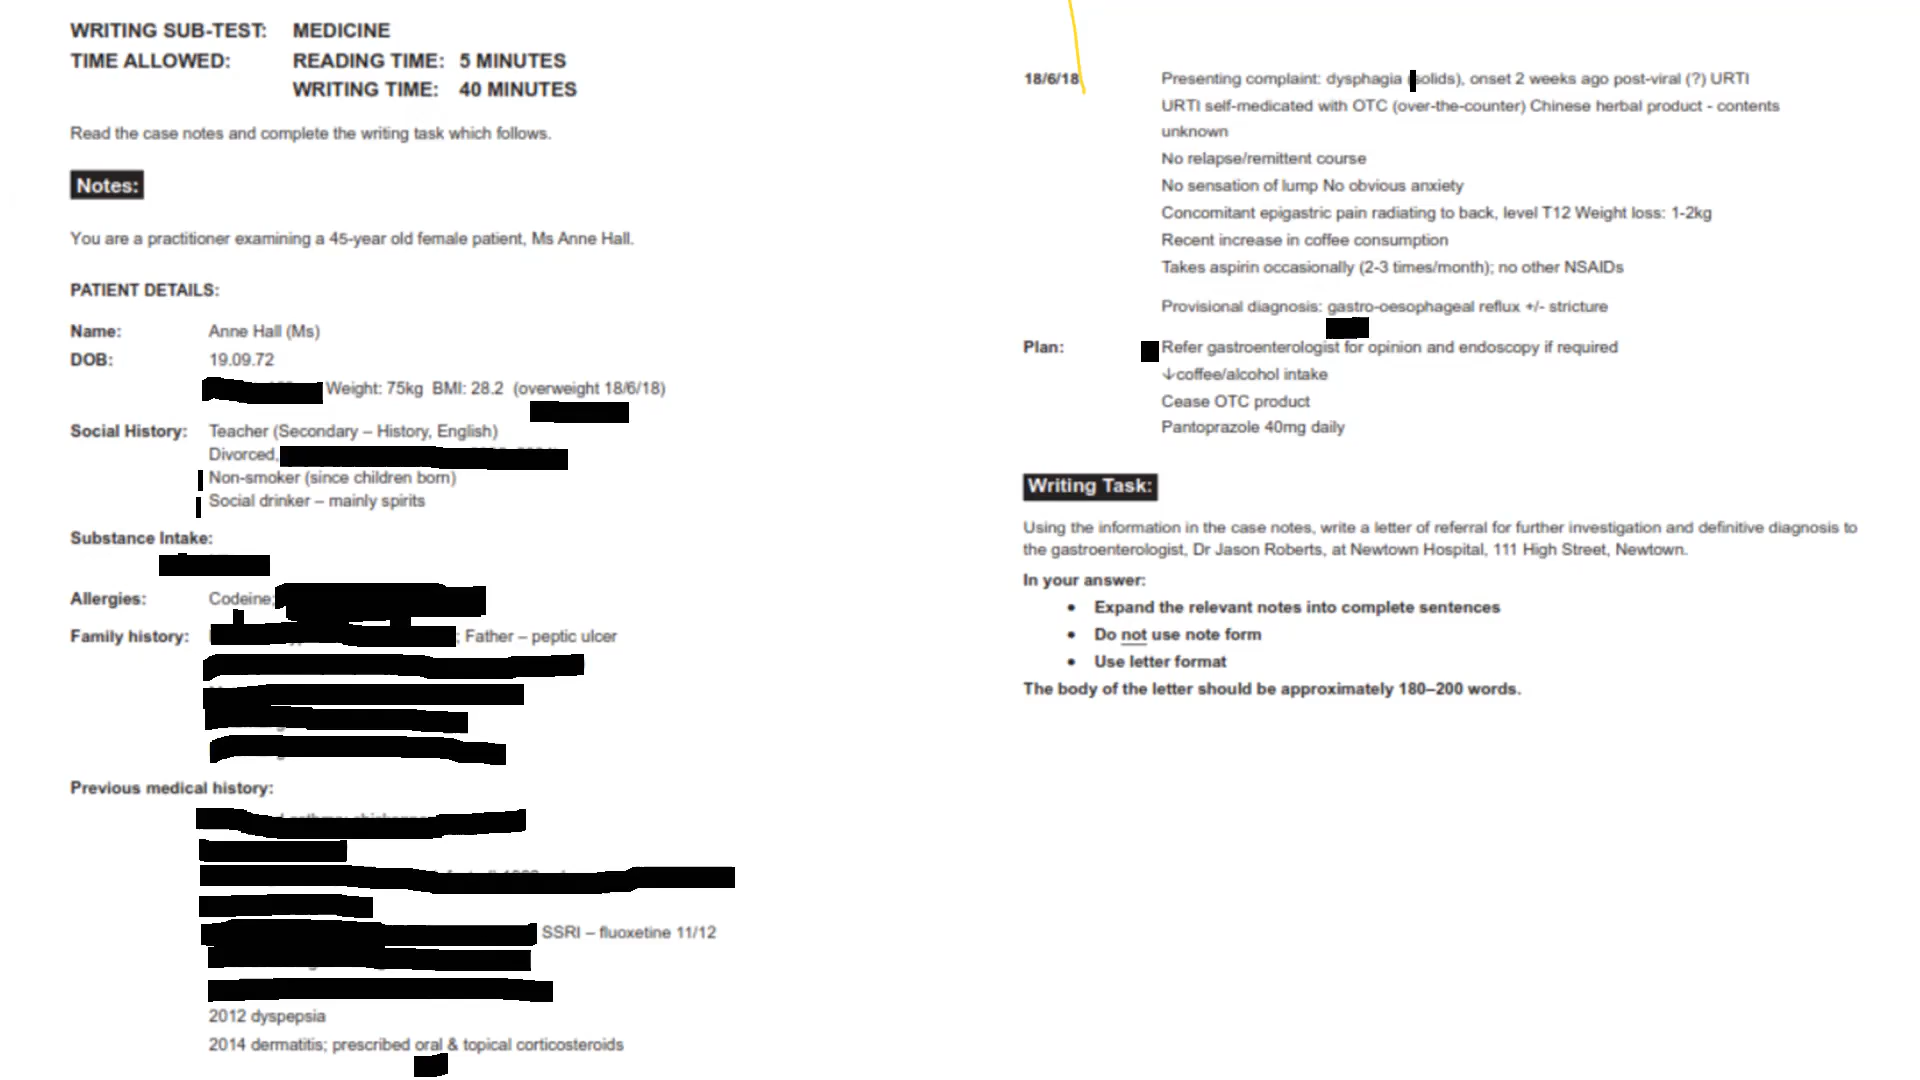 WRITING SUB-TEST: MEDICINE
TIME ALLOWED: READING TIME: 5 MINUTES
WRITING TIME: 40 MINUTES
Read the case notes and complete the writing task which follows.
Notes:
You are a practitioner examining a 45-year old female patient, Ms Anne Hall.
PATIENT DETAILS:
Name: Anne Hall (Ms)
DOB: 19.09.72
Weight: 75kg BMI: 28.2 (overweight 18/6/18)
Social History: Teacher (Secondary – History, English)
Divorced,
Non-smoker (since children born)
Social drinker – mainly spirits
Substance Intake:
Allergies: Codeine;
Family history: ; Father – peptic ulcer
Previous medical history:
SSRI – fluoxetine 11/12
2012 dyspepsia
2014 dermatitis; prescribed oral & topical corticosteroids
18/6/18 Presenting complaint: dysphagia (solids), onset 2 weeks ago post-viral (?) URTI
URTI self-medicated with OTC (over-the-counter) Chinese herbal product - contents
unknown
No relapse/remittent course
No sensation of lump No obvious anxiety
Concomitant epigastric pain radiating to back, level T12 Weight loss: 1-2kg
Recent increase in coffee consumption
Takes aspirin occasionally (2-3 times/month); no other NSAIDs
Provisional diagnosis: gastro-oesophageal reflux +/- stricture
Plan: Refer gastroenterologist for opinion and endoscopy if required
↓coffee/alcohol intake
Cease OTC product
Pantoprazole 40mg daily
Writing Task:
Using the information in the case notes, write a letter of referral for further investigation and definitive diagnosis to
the gastroenterologist, Dr Jason Roberts, at Newtown Hospital, 111 High Street, Newtown.
In your answer:
• Expand the relevant notes into complete sentences
• Do not use note form
• Use letter format
The body of the letter should be approximately 180–200 words.